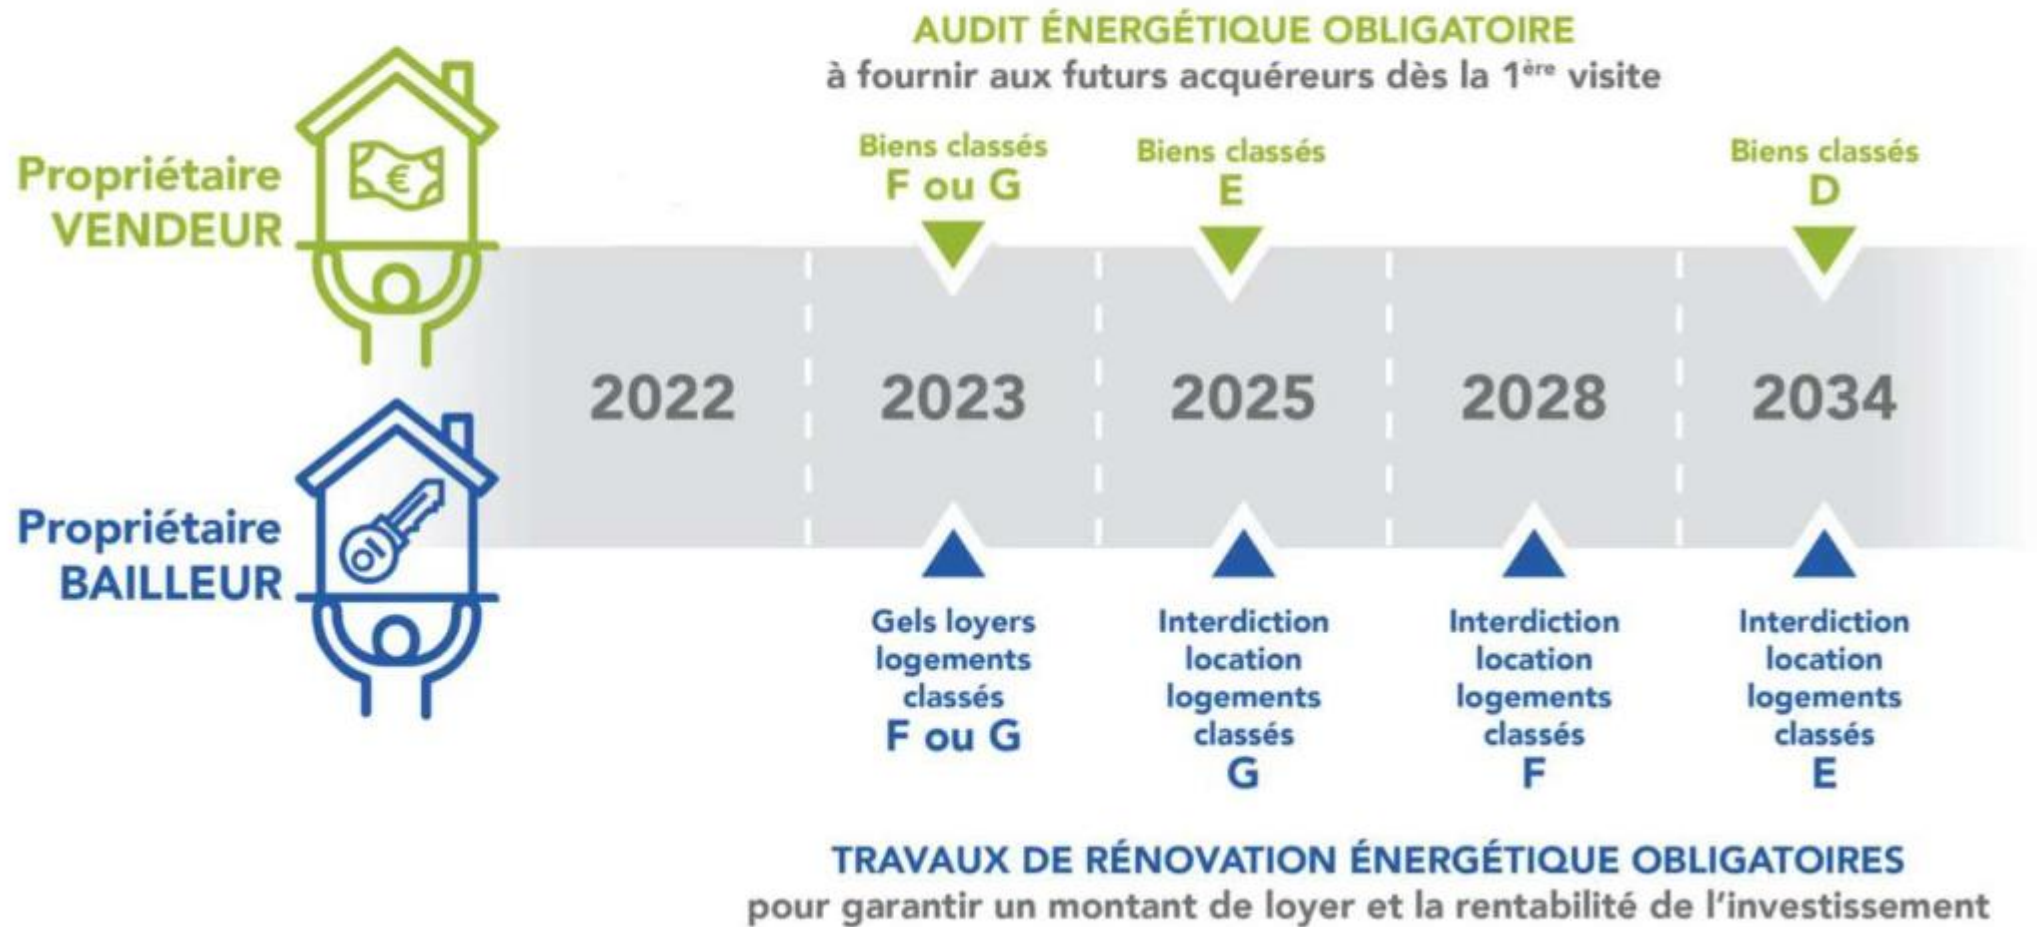 AUDIT ÉNERGÉTIQUE OBLIGATOIRE
à fournir aux futurs acquéreurs dès la 1ère visite
Propriétaire
VENDEUR
€
Biens classés
F ou G
Biens classés
E
Biens classés
D
2022
2023
2025
2028
2034
Propriétaire
BAILLEUR
Gels loyers
logements
classés
F ou G
Interdiction
location
logements
classés
G
Interdiction
location
logements
classés
F
Interdiction
location
logements
classés
E
TRAVAUX DE RÉNOVATION ÉNERGÉTIQUE OBLIGATOIRES
pour garantir un montant de loyer et la rentabilité de l'investissement